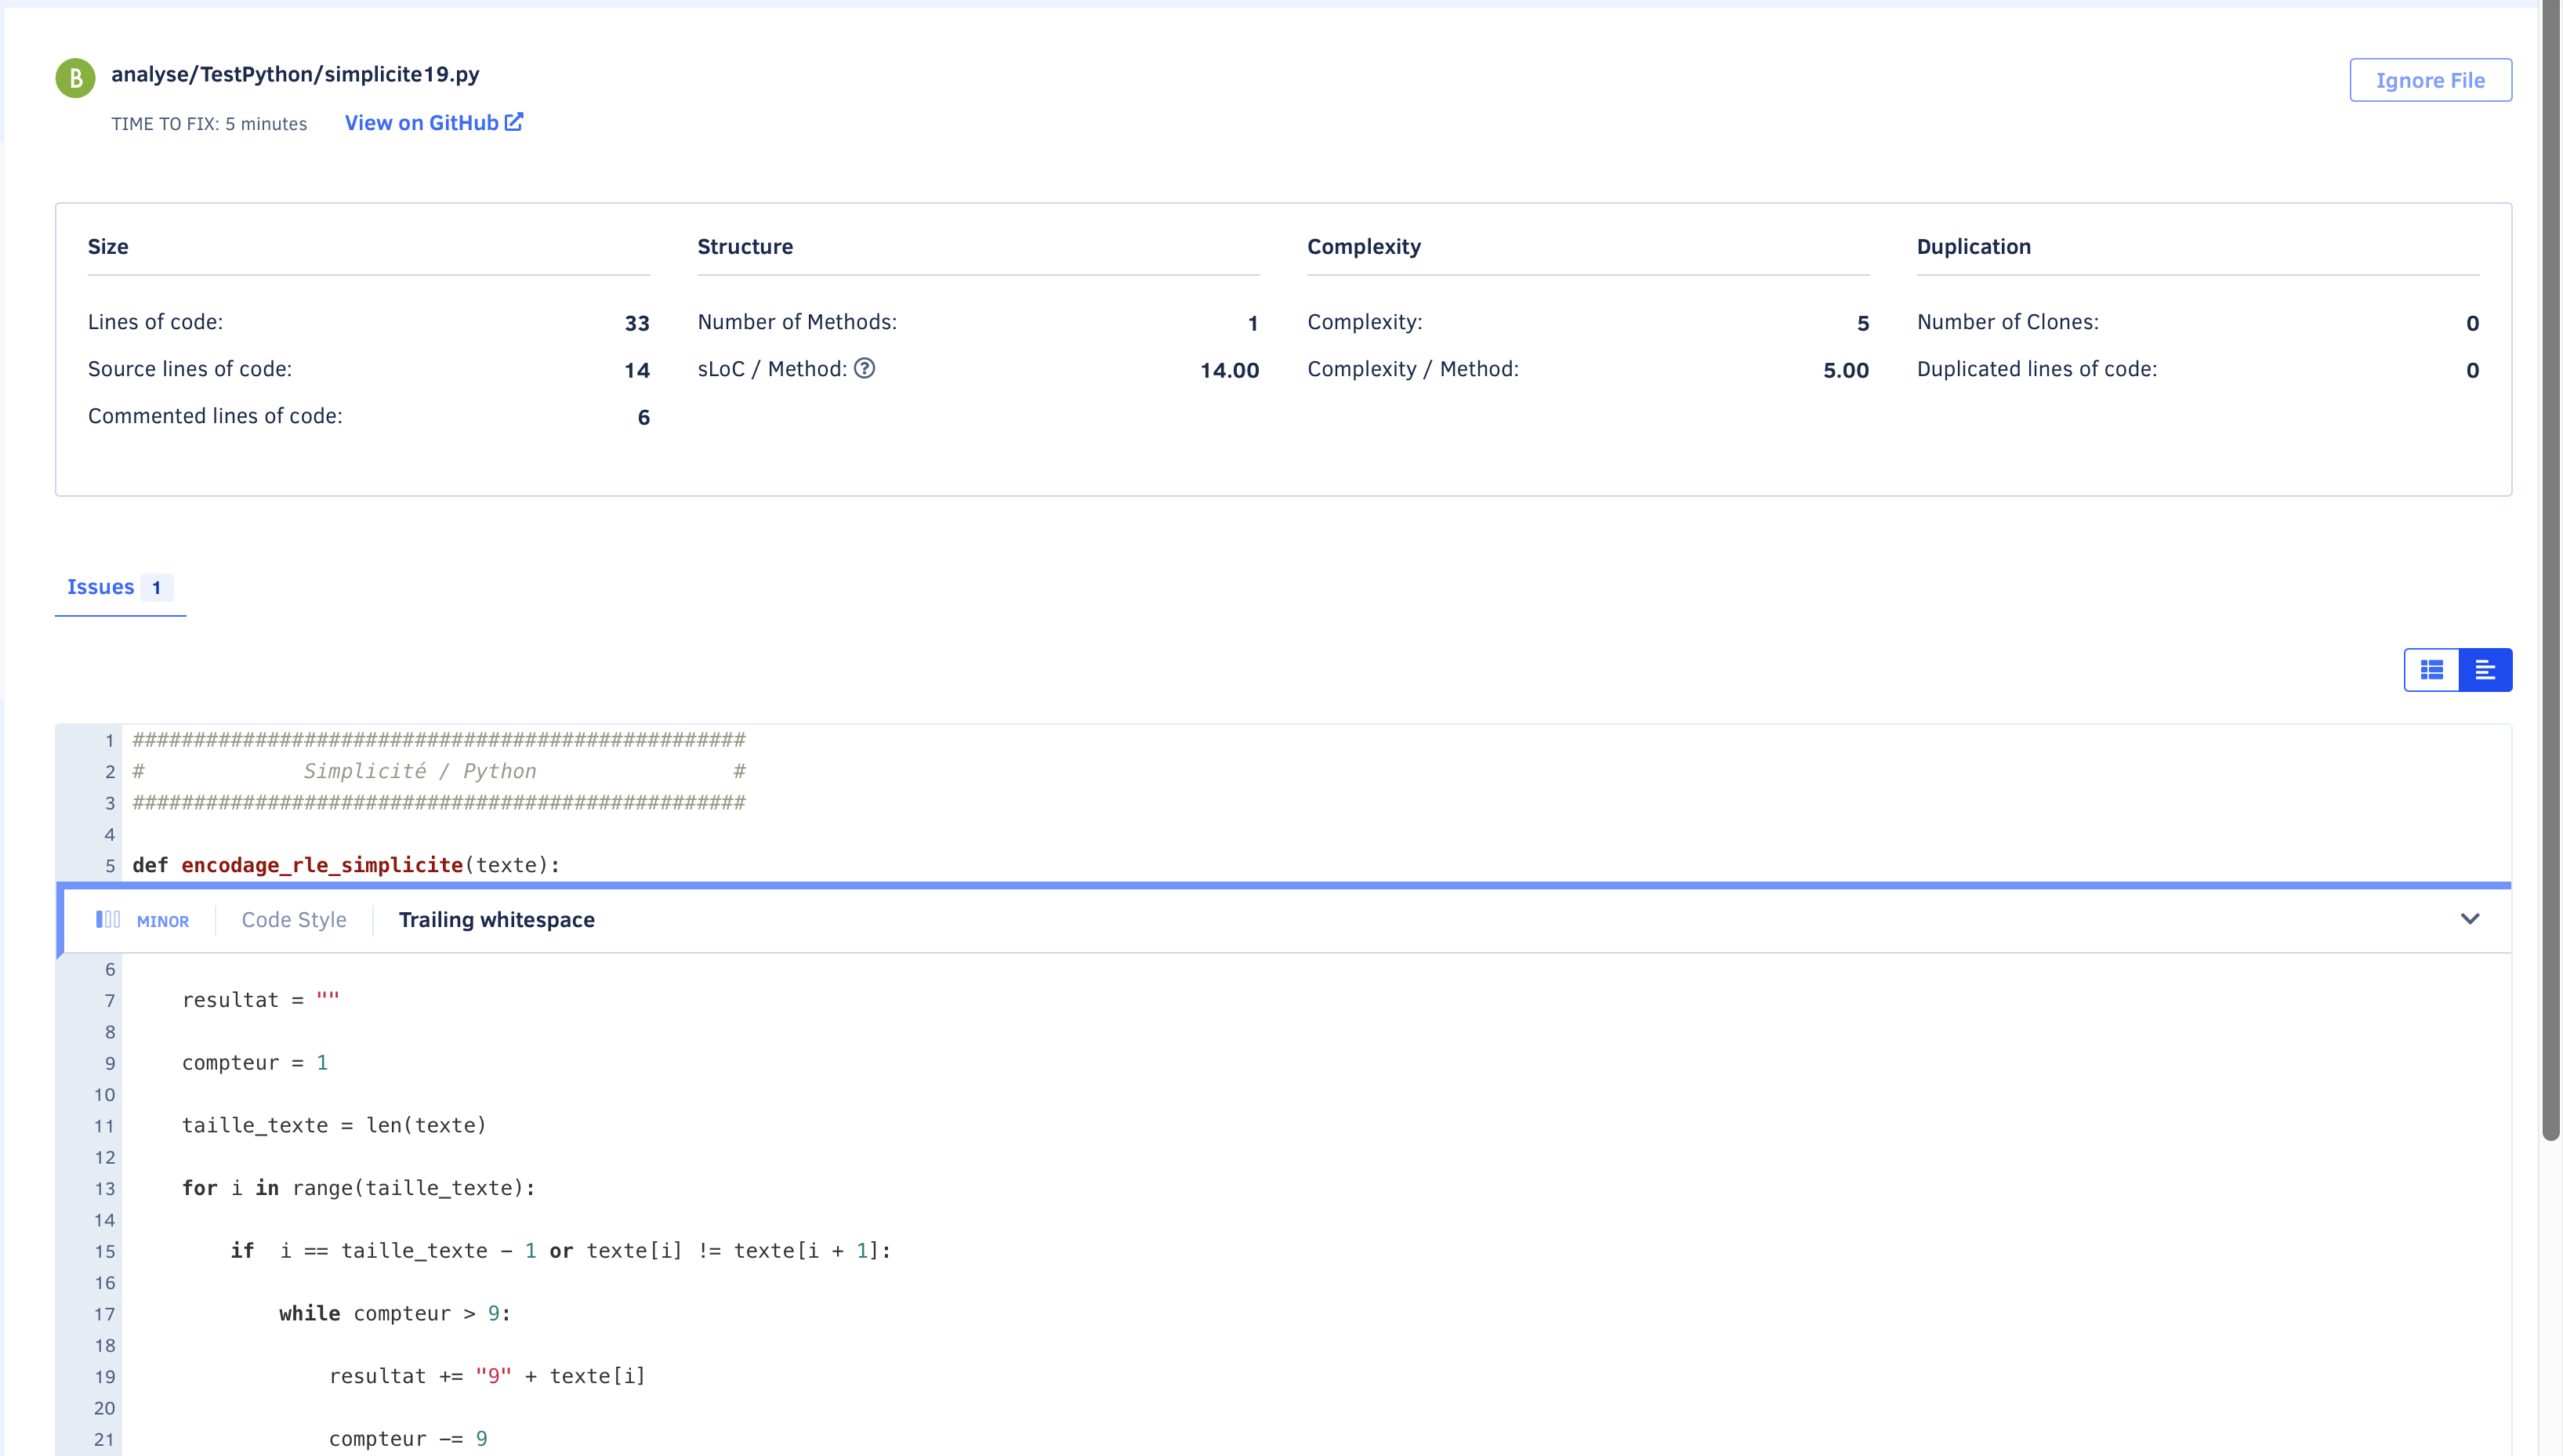 B analyse/TestPython/simplicite19.py
Ignore File
TIME TO FIX: 5 minutes View on GitHub
Size
Lines of code: 33
Source lines of code: 14
Commented lines of code: 6
Structure
Number of Methods: 1
sLoC / Method: ? 14.00
Complexity
Complexity: 5
Complexity / Method: 5.00
Duplication
Number of Clones: 0
Duplicated lines of code: 0
Issues 1
1 ##################################################
2 #             Simplicité / Python                #
3 ##################################################
4
5 def encodage_rle_simplicite(texte):
MINOR Code Style Trailing whitespace
6
7     resultat = ""
8
9     compteur = 1
10
11     taille_texte = len(texte)
12
13     for i in range(taille_texte):
14
15         if  i == taille_texte - 1 or texte[i] != texte[i + 1]:
16
17             while compteur > 9:
18
19                 resultat += "9" + texte[i]
20
21                 compteur -= 9